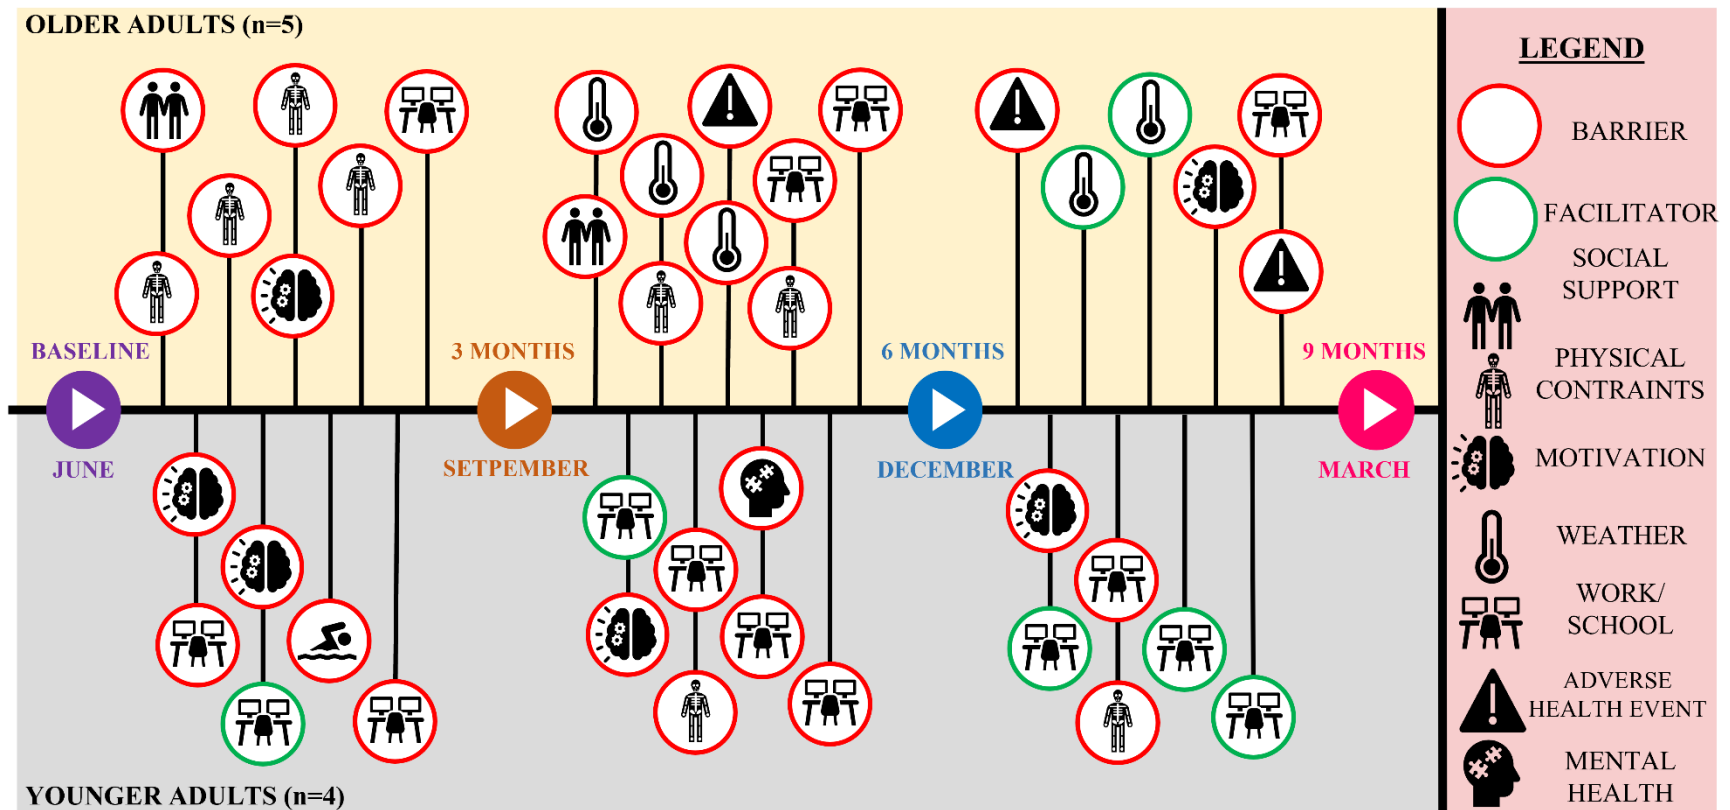 OLDER ADULTS (n=5)
BASELINE
3 MONTHS
6 MONTHS
9 MONTHS
JUNE
SETPEMBER
DECEMBER
MARCH
YOUNGER ADULTS (n=4)
LEGEND
BARRIER
FACILITATOR
SOCIAL
SUPPORT
PHYSICAL
CONTRAINTS
MOTIVATION
WEATHER
WORK/
SCHOOL
ADVERSE
HEALTH EVENT
MENTAL
HEALTH